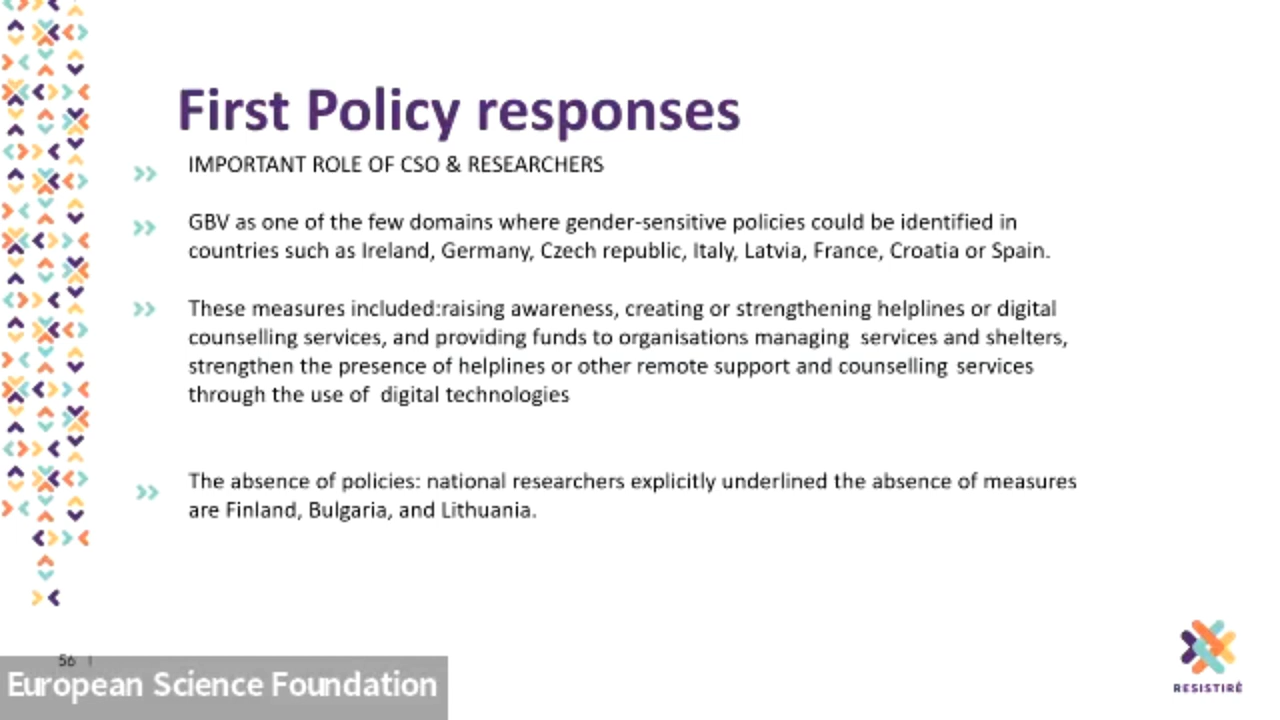 First Policy responses
IMPORTANT ROLE OF CSO & RESEARCHERS
GBV as one of the few domains where gender-sensitive policies could be identified in
countries such as Ireland, Germany, Czech republic, Italy, Latvia, France, Croatia or Spain.
These measures included:raising awareness, creating or strengthening helplines or digital
counselling services, and providing funds to organisations managing services and shelters,
strengthen the presence of helplines or other remote support and counselling services
through the use of digital technologies
The absence of policies: national researchers explicitly underlined the absence of measures
are Finland, Bulgaria, and Lithuania.
56 |
European Science Foundation
RESISTIRÉ